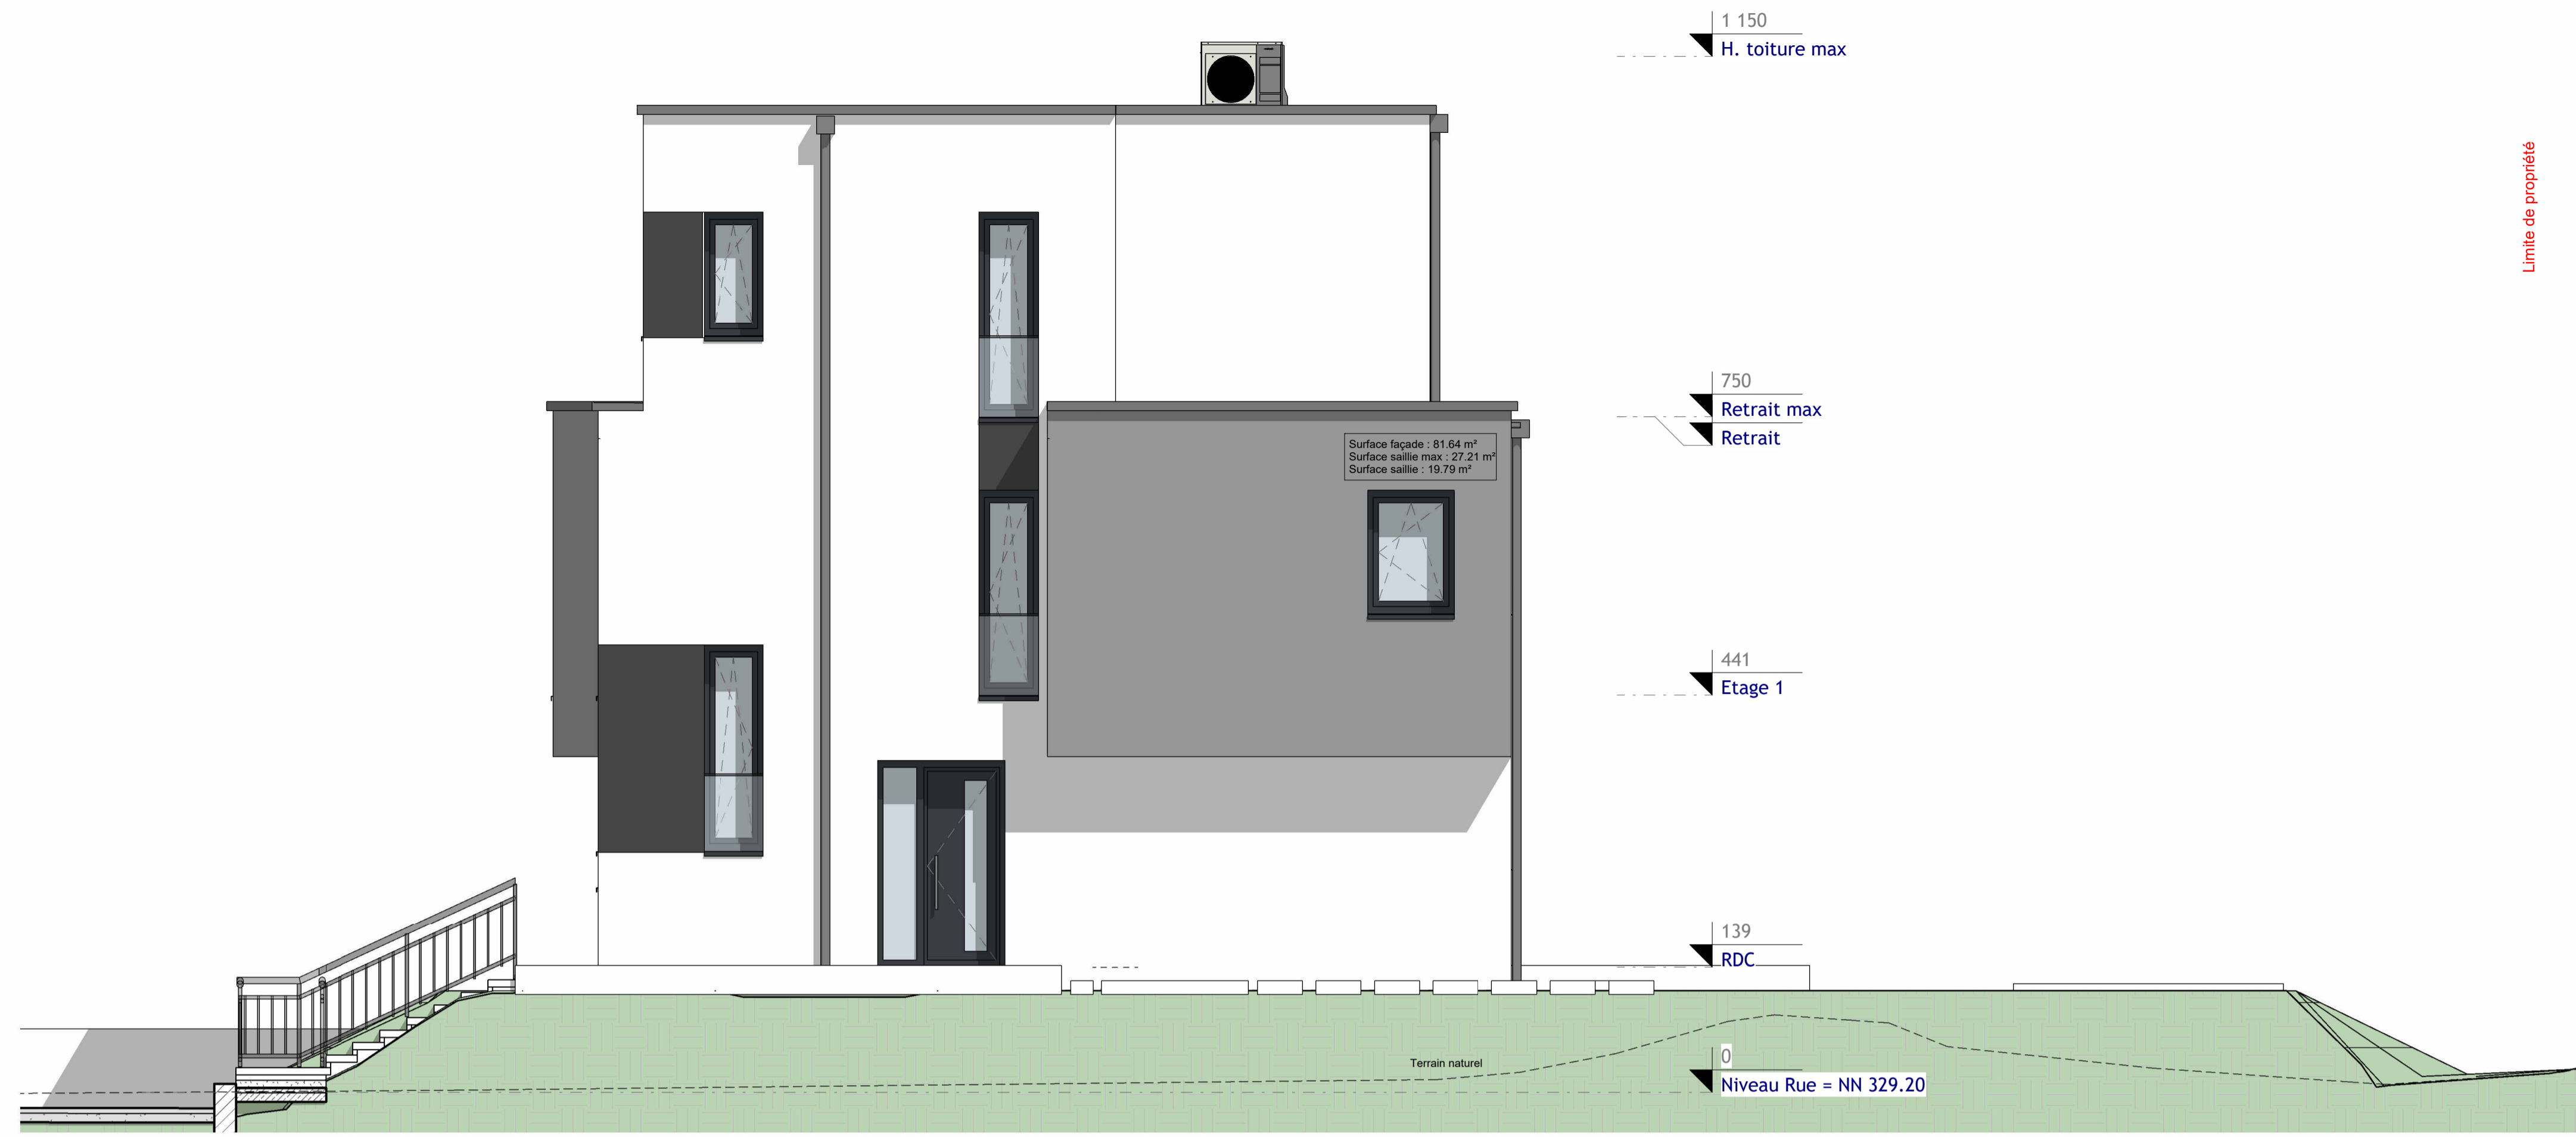 1 150
H. toiture max
Limite de propriété
750
Retrait max
Retrait
Surface façade : 81.64 m²
Surface saillie max : 27.21 m²
Surface saillie : 19.79 m²
441
Etage 1
139
RDC
Terrain naturel
0
Niveau Rue = NN 329.20